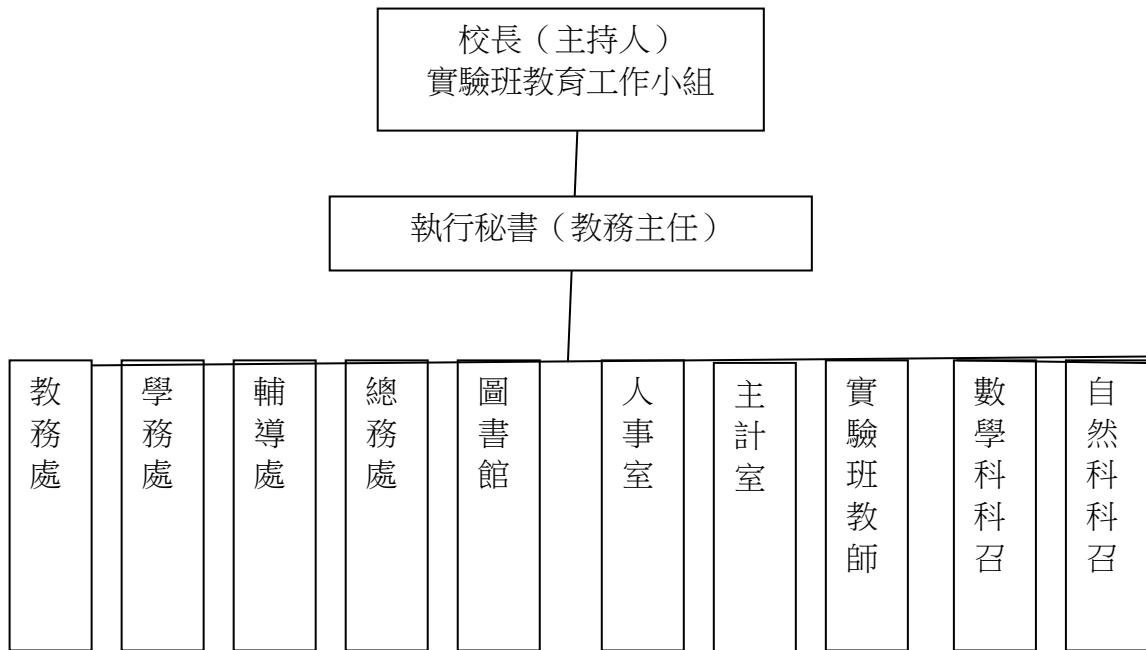 校長（主持人）
實驗班教育工作小組
執行秘書（教務主任）
教務處
學務處
輔導處
總務處
圖書館
人事室
主計室
實驗班教師
數學科科召
自然科科召